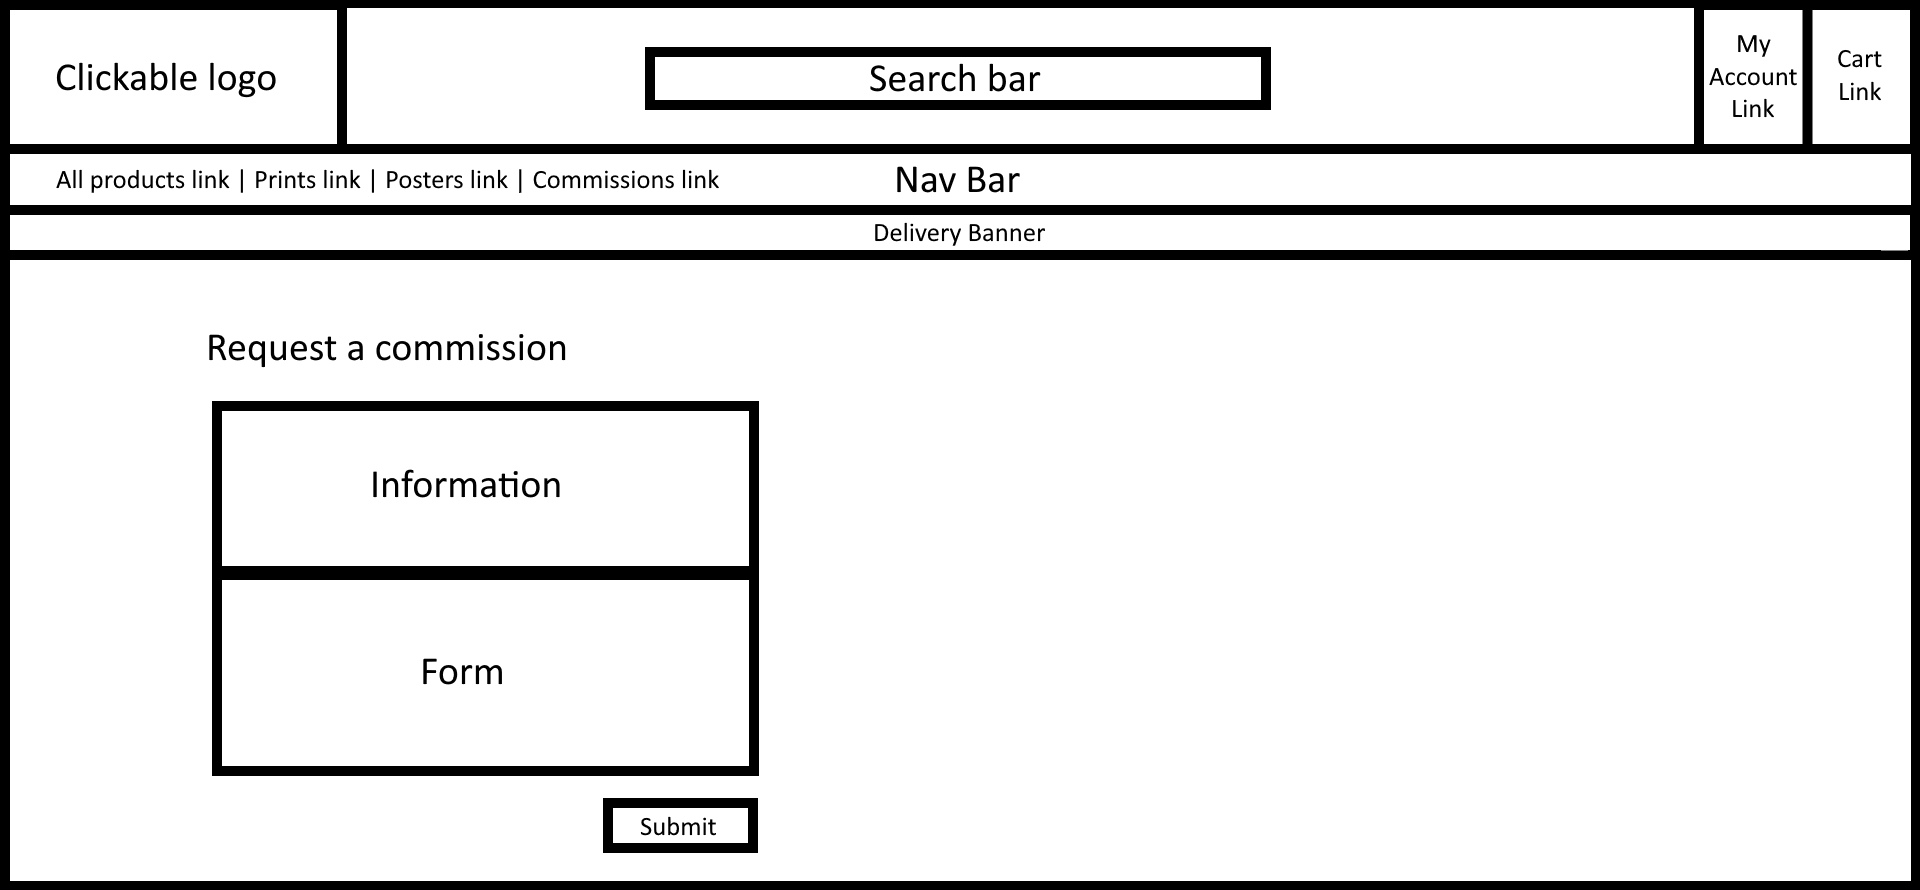 Clickable logo
Search bar
My
Account
Link
Cart
Link
All products link | Prints link | Posters link | Commissions link
Nav Bar
Delivery Banner
Request a commission
Information
Form
Submit